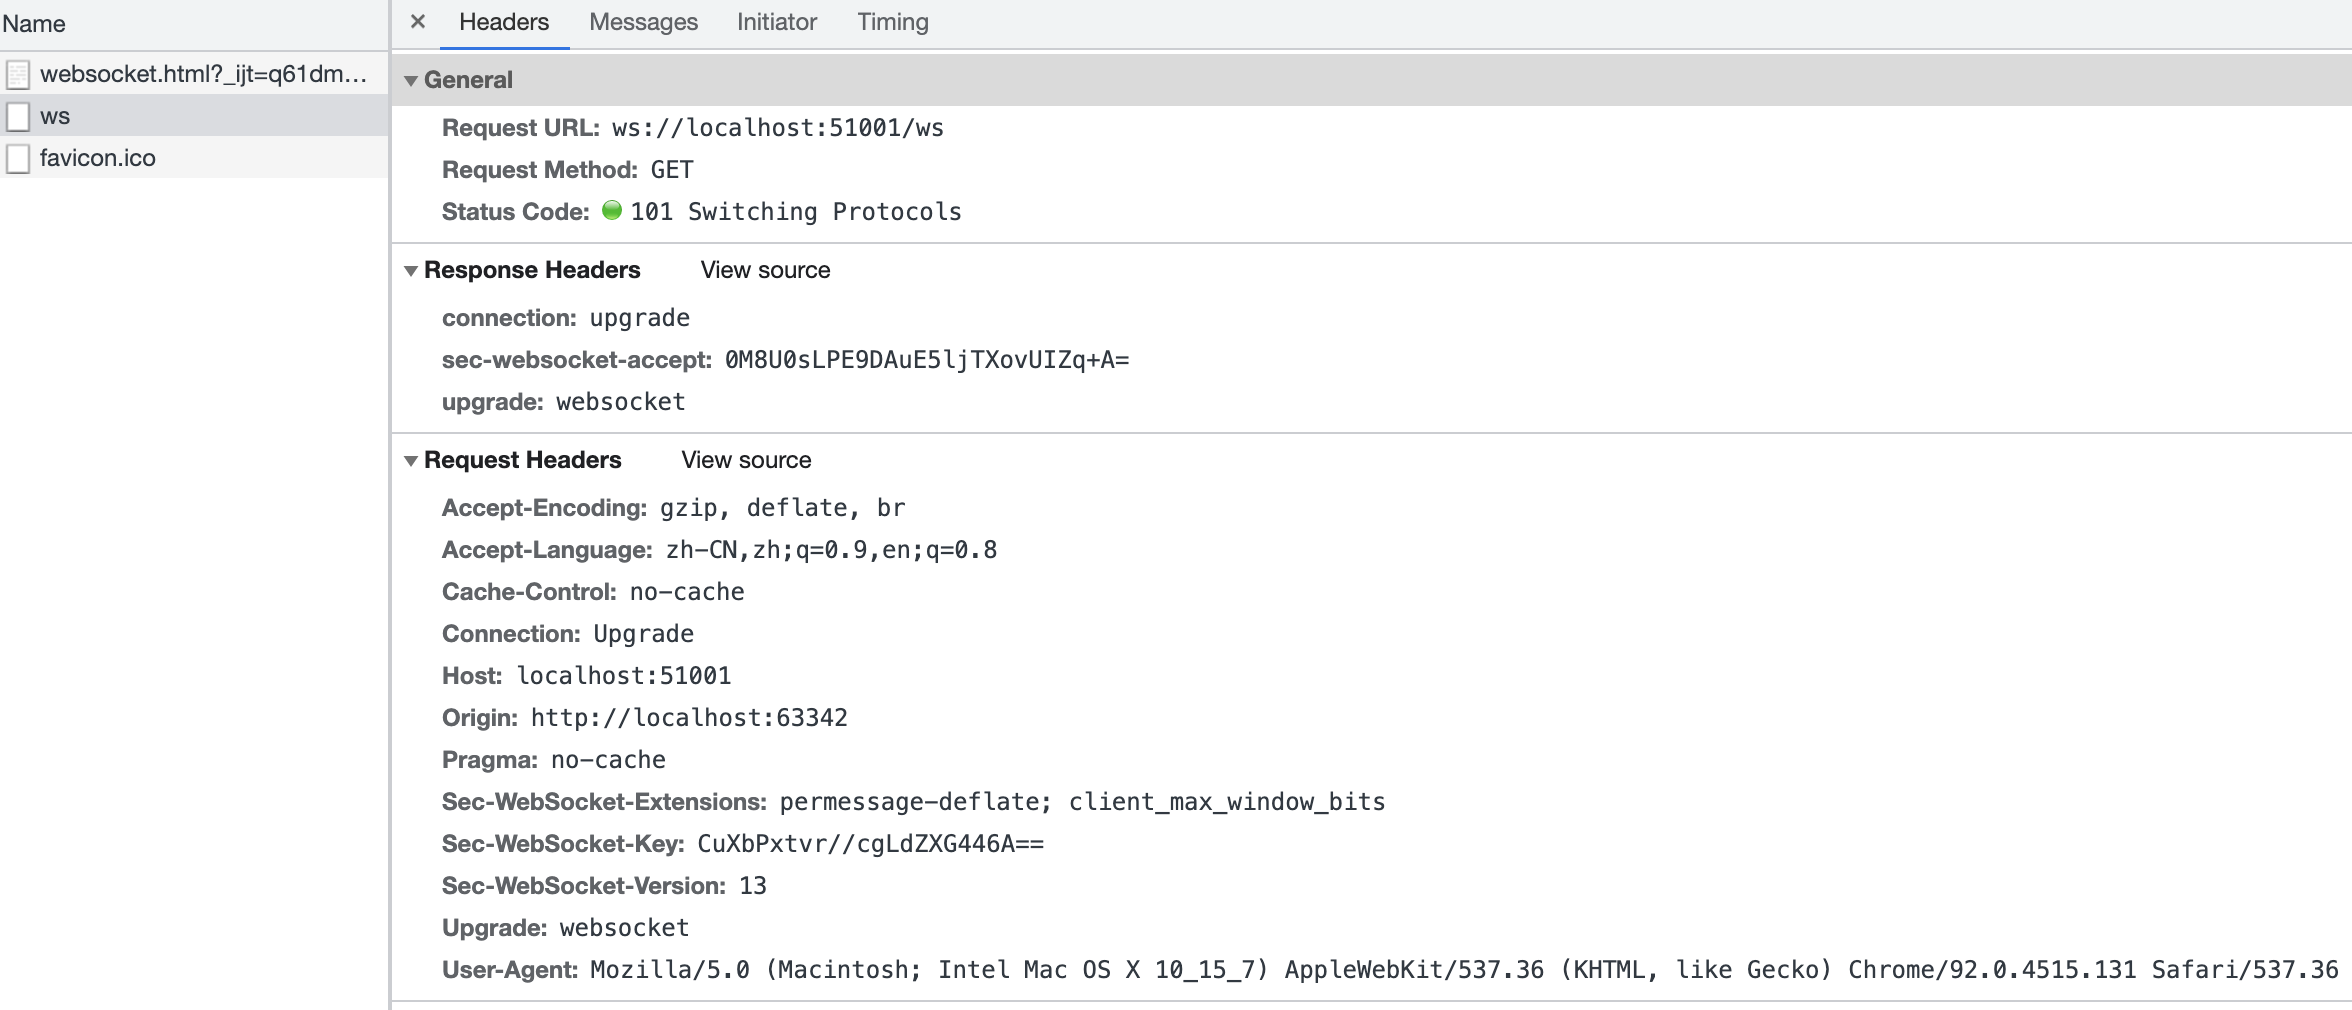 Name
websocket.html?_ijt=q61dm...
ws
favicon.ico
× Headers Messages Initiator Timing
General
Request URL: ws://localhost:51001/ws
Request Method: GET
Status Code: 101 Switching Protocols
Response Headers View source
connection: upgrade
sec-websocket-accept: 0M8U0sLPE9DAuE5ljTXovUIZq+A=
upgrade: websocket
Request Headers View source
Accept-Encoding: gzip, deflate, br
Accept-Language: zh-CN,zh;q=0.9,en;q=0.8
Cache-Control: no-cache
Connection: Upgrade
Host: localhost:51001
Origin: http://localhost:63342
Pragma: no-cache
Sec-WebSocket-Extensions: permessage-deflate; client_max_window_bits
Sec-WebSocket-Key: CuXbPxtvr//cgLdZXG446A==
Sec-WebSocket-Version: 13
Upgrade: websocket
User-Agent: Mozilla/5.0 (Macintosh; Intel Mac OS X 10_15_7) AppleWebKit/537.36 (KHTML, like Gecko) Chrome/92.0.4515.131 Safari/537.36